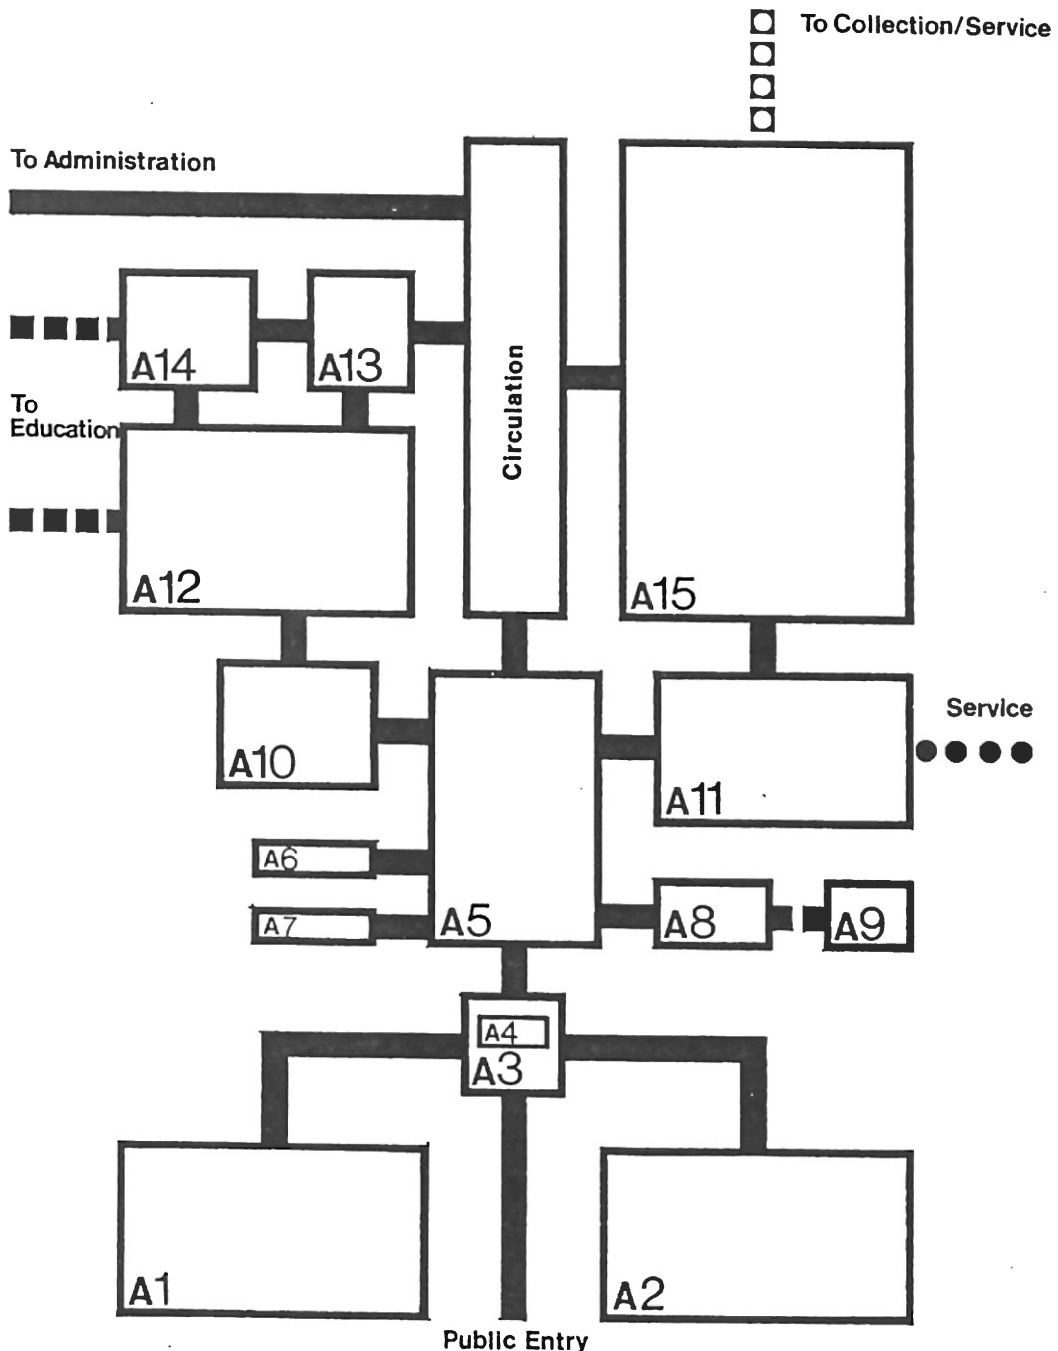 To Collection/Service
To Administration
A14
A13
Circulation
To
Education
A12
A15
A10
A11
Service
A6
A7
A5
A8
A9
A4
A3
A1
A2
Public Entry